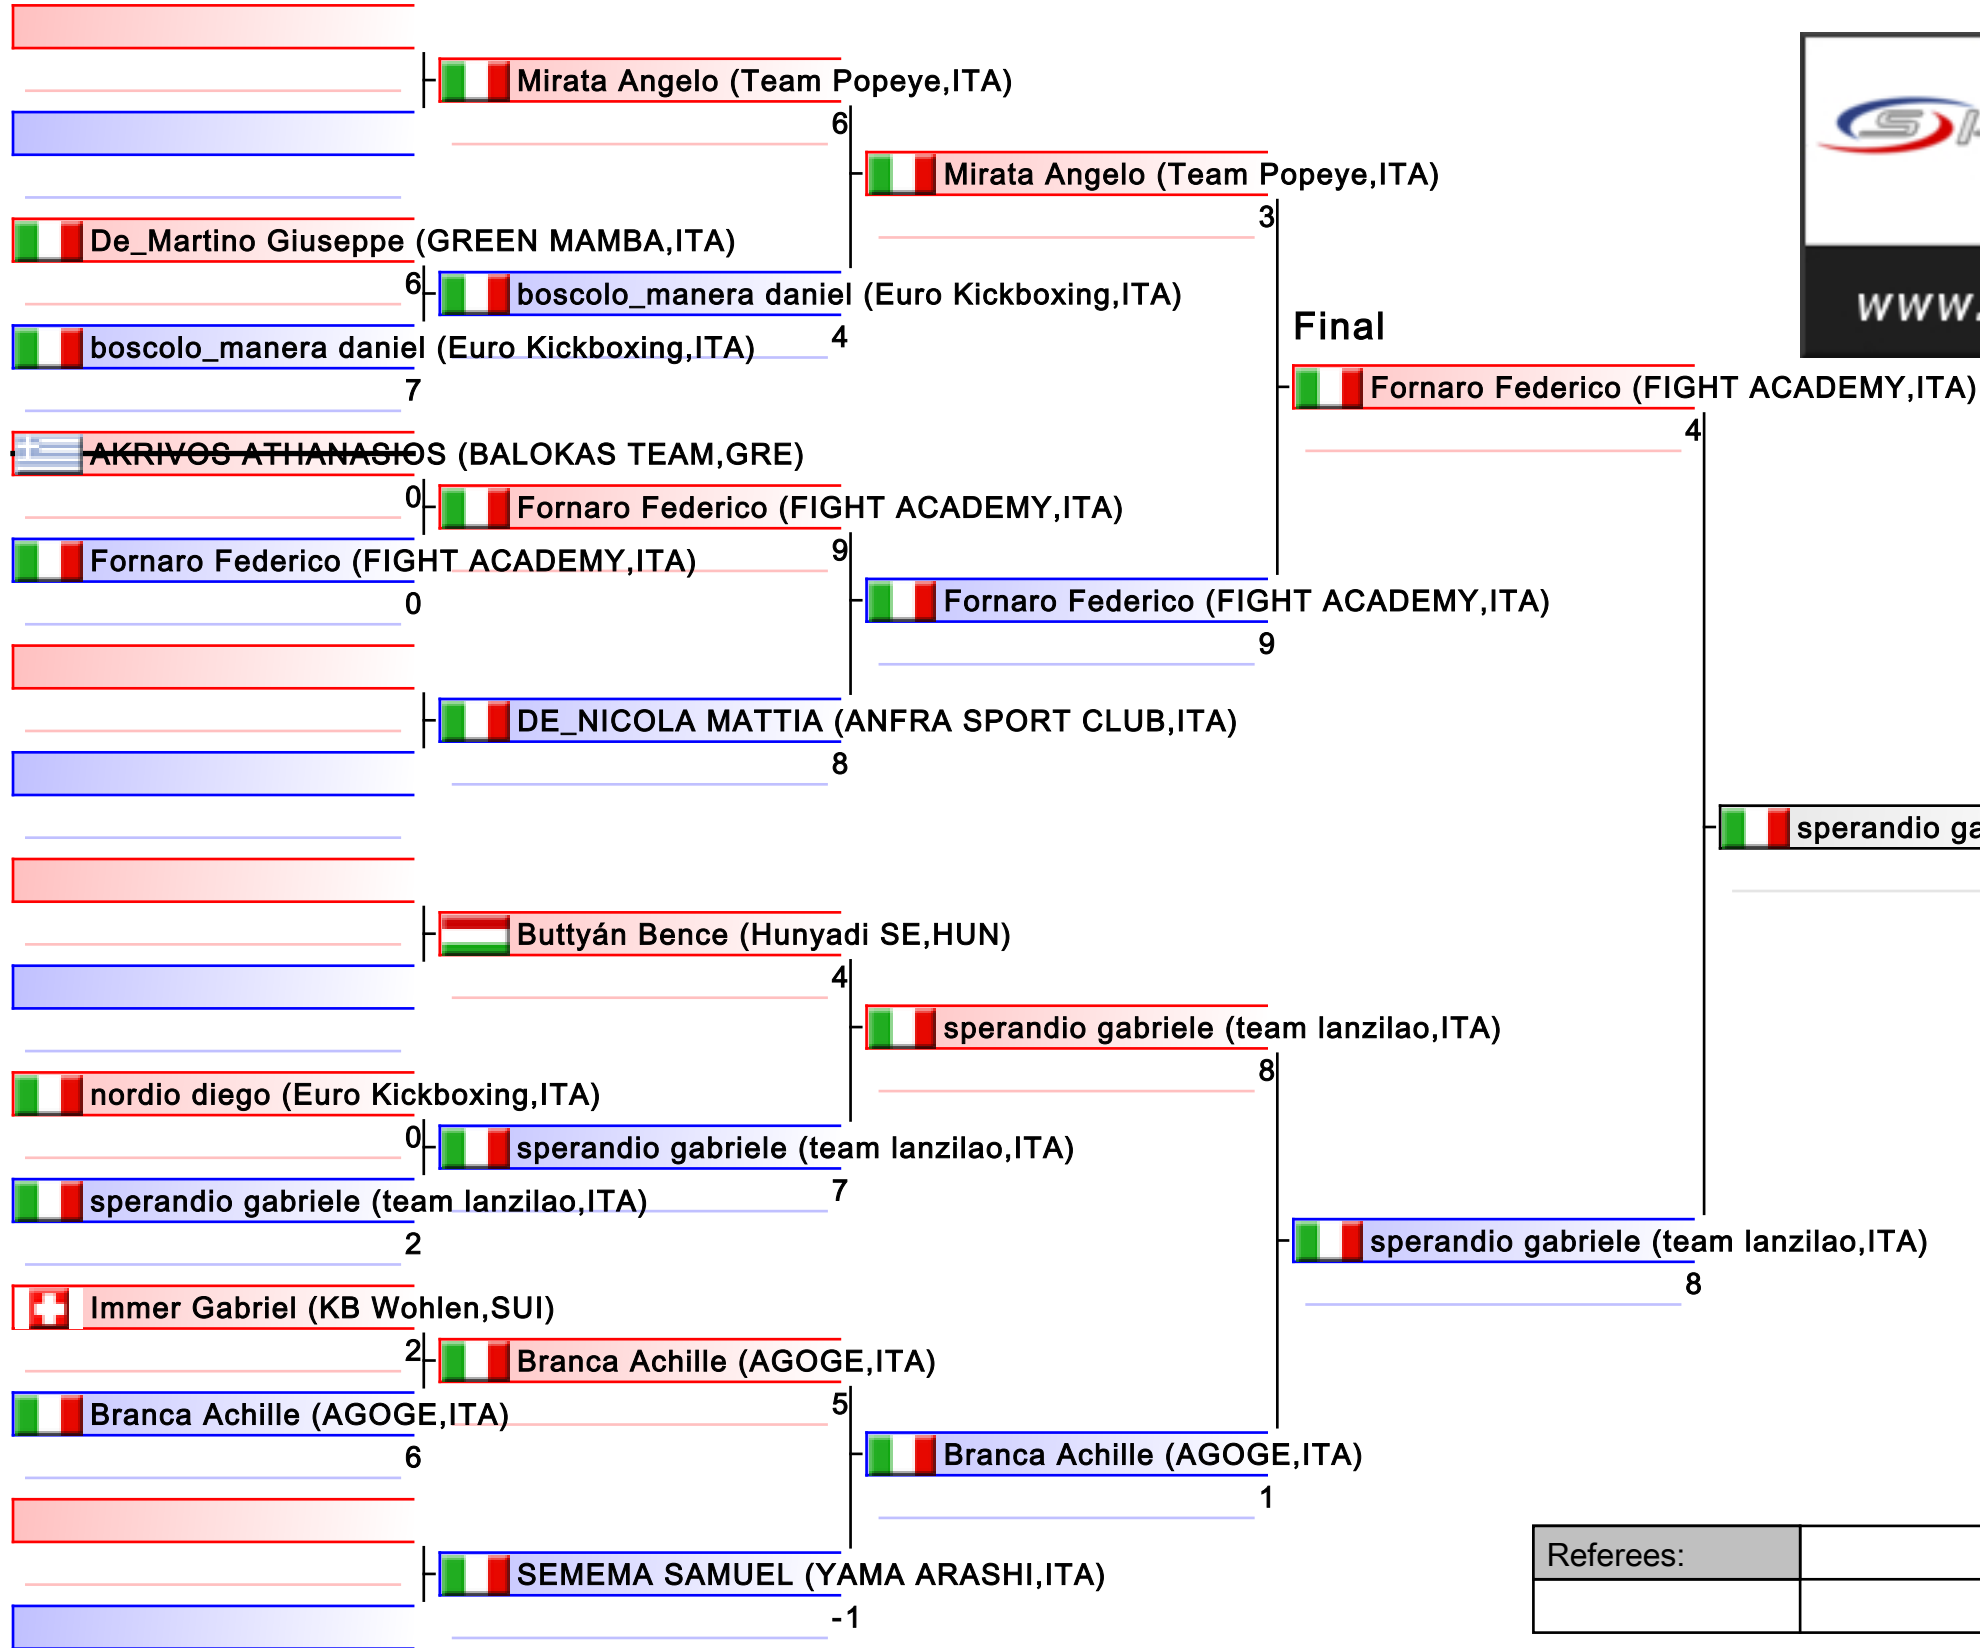 Mirata Angelo (Team Popeye,ITA)
6
Mirata Angelo (Team Popeye,ITA)
3
De_Martino Giuseppe (GREEN MAMBA,ITA)
6
boscolo_manera daniel (Euro Kickboxing,ITA)
4
boscolo_manera daniel (Euro Kickboxing,ITA)
7
Final
Fornaro Federico (FIGHT ACADEMY,ITA)
4
www.
AKRIVOS ATHANASIOS (BALOKAS TEAM,GRE)
0
Fornaro Federico (FIGHT ACADEMY,ITA)
9
Fornaro Federico (FIGHT ACADEMY,ITA)
0
Fornaro Federico (FIGHT ACADEMY,ITA)
9
DE_NICOLA MATTIA (ANFRA SPORT CLUB,ITA)
8
sperandio ga
Buttyán Bence (Hunyadi SE,HUN)
4
sperandio gabriele (team lanzilao,ITA)
8
nordio diego (Euro Kickboxing,ITA)
0
sperandio gabriele (team lanzilao,ITA)
7
sperandio gabriele (team lanzilao,ITA)
2
sperandio gabriele (team lanzilao,ITA)
8
Immer Gabriel (KB Wohlen,SUI)
2
Branca Achille (AGOGE,ITA)
5
Branca Achille (AGOGE,ITA)
6
Branca Achille (AGOGE,ITA)
1
SEMEMA SAMUEL (YAMA ARASHI,ITA)
-1
Referees: